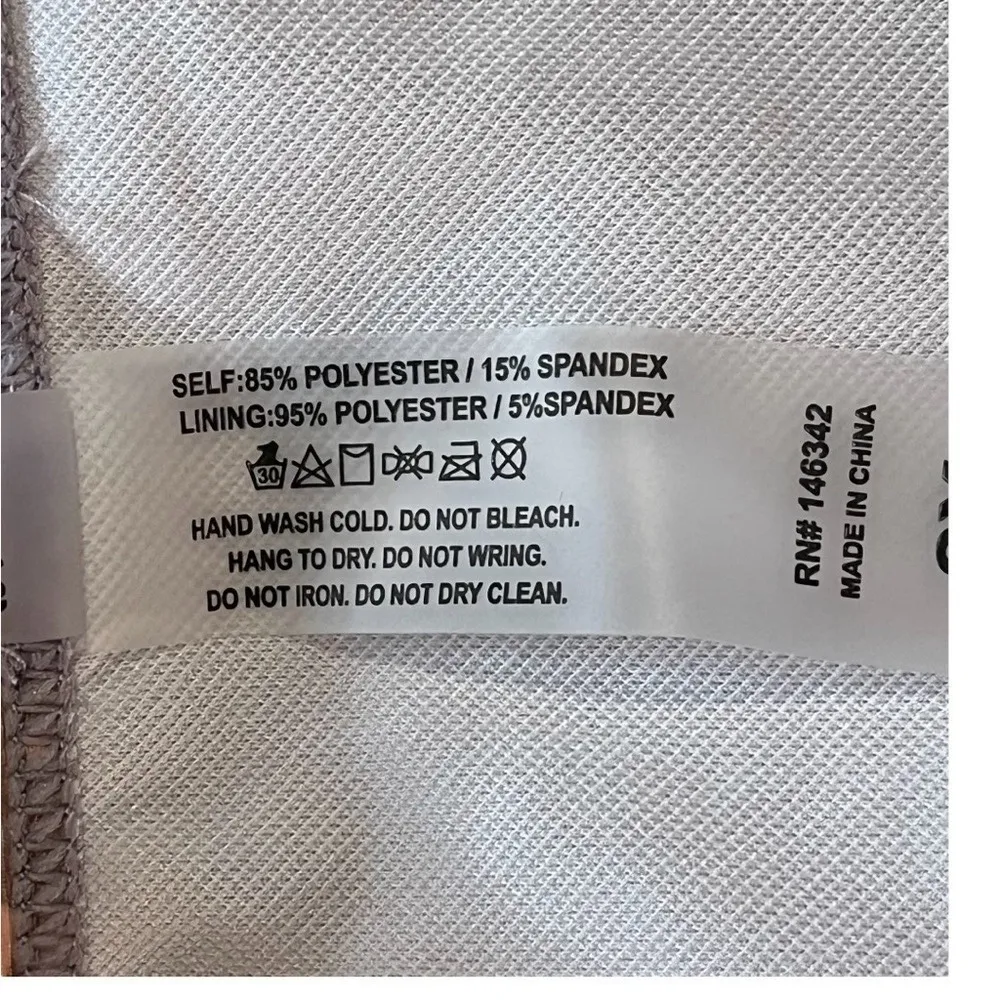 SELF:85% POLYESTER / 15% SPANDEX
LINING:95% POLYESTER / 5%SPANDEX
30
HAND WASH COLD. DO NOT BLEACH.
HANG TO DRY. DO NOT WRING.
DO NOT IRON. DO NOT DRY CLEAN.
RN# 146342
MADE IN CHINA